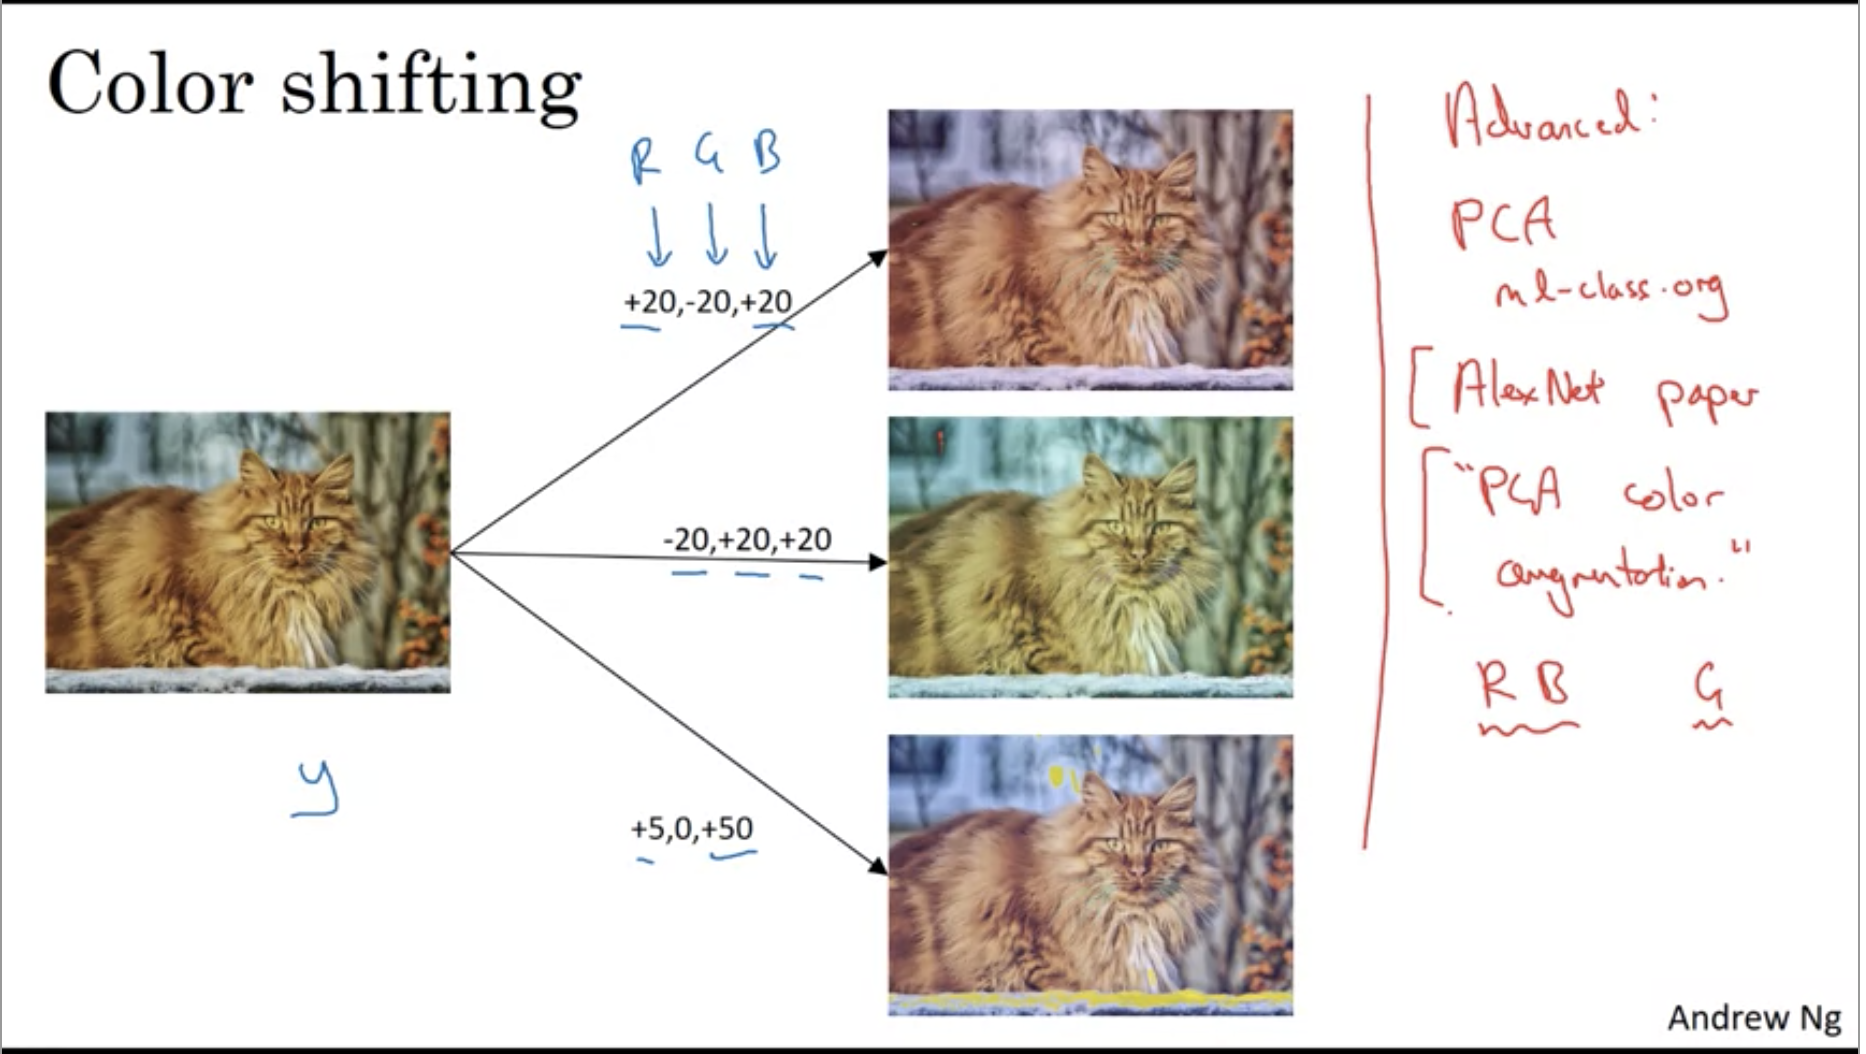 Color shifting
R G B
+20,-20,+20
-20,+20,+20
+5,0,+50
y
Advanced:
PCA
ml-class.org
AlexNet paper
"PCA color
augmentation."
R B G
Andrew Ng